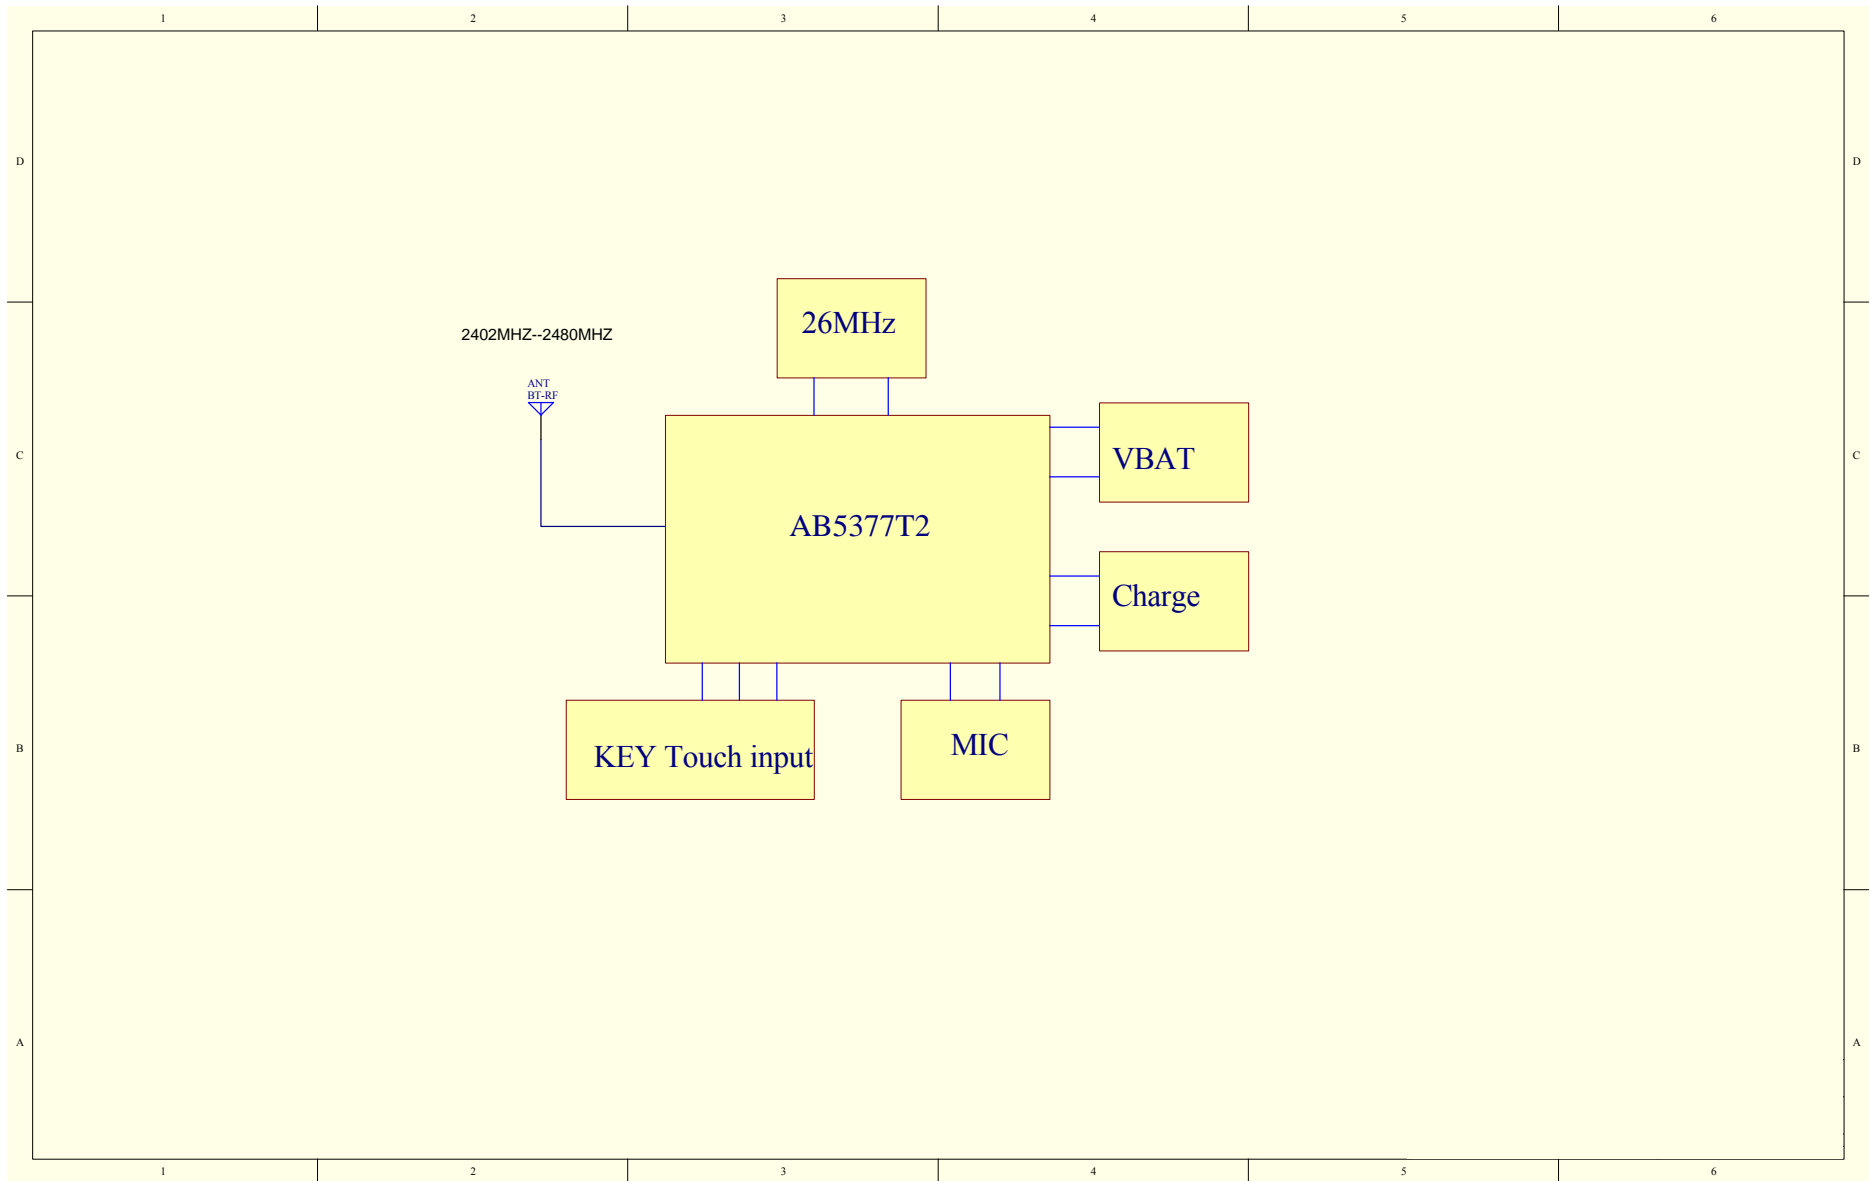 1 2 3 4 5 6
D D
26MHz
2402MHZ--2480MHZ
ANT
BT-RF
C VBAT C
AB5377T2
Charge
B KEY Touch input MIC B
A A
1 2 3 4 5 6